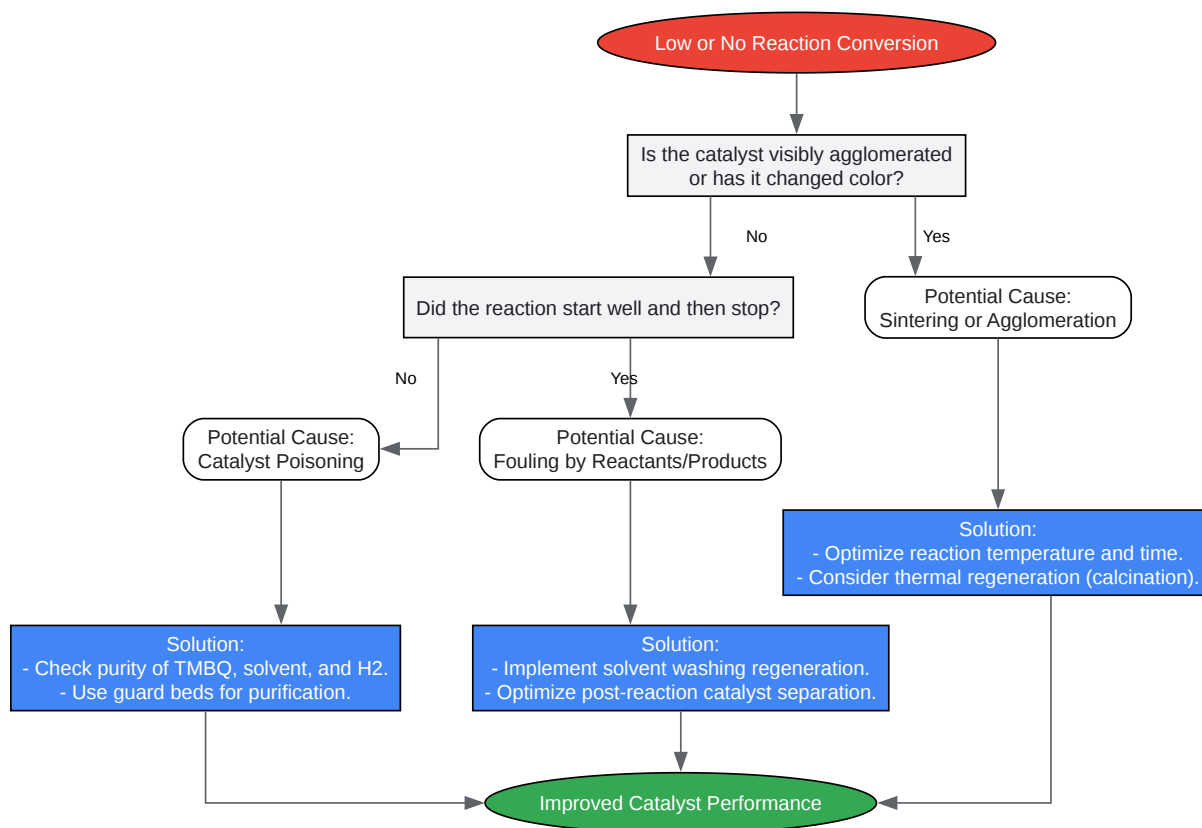 Low or No Reaction Conversion
Is the catalyst visibly agglomerated
or has it changed color?
No
Yes
Did the reaction start well and then stop?
Potential Cause:
Sintering or Agglomeration
No
Yes
Potential Cause:
Catalyst Poisoning
Potential Cause:
Fouling by Reactants/Products
Solution:
- Optimize reaction temperature and time.
- Consider thermal regeneration (calcination).
Solution:
- Check purity of TMBQ, solvent, and H2.
- Use guard beds for purification.
Solution:
- Implement solvent washing regeneration.
- Optimize post-reaction catalyst separation.
Improved Catalyst Performance